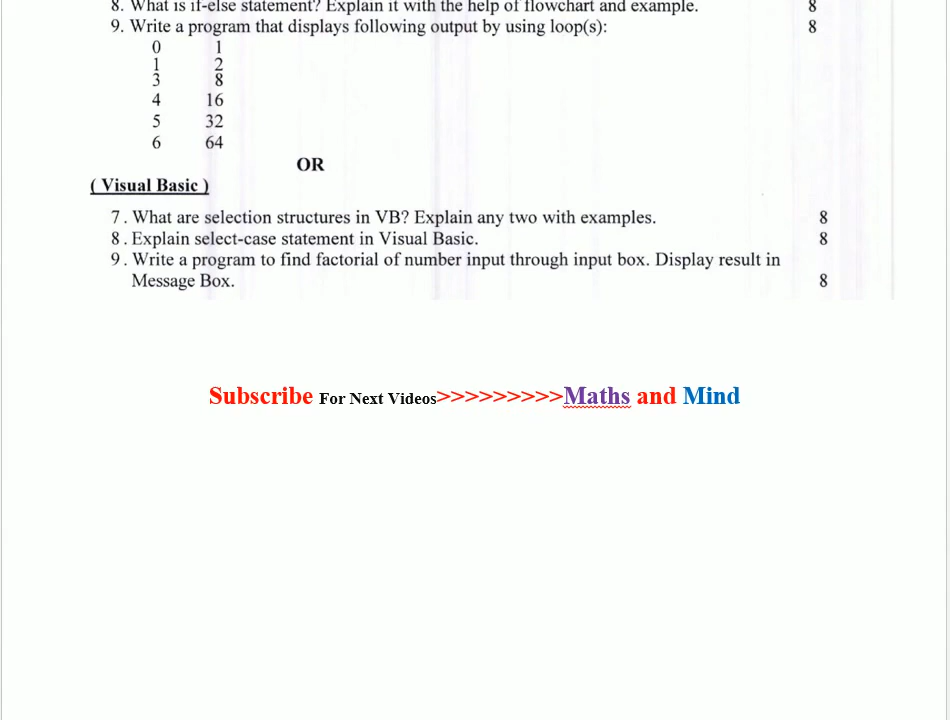 8. What is if-else statement? Explain it with the help of flowchart and example. 8
9. Write a program that displays following output by using loop(s): 8
0 1
1 2
3 8
4 16
5 32
6 64
OR
( Visual Basic )
7. What are selection structures in VB? Explain any two with examples. 8
8. Explain select-case statement in Visual Basic. 8
9. Write a program to find factorial of number input through input box. Display result in
Message Box. 8
Subscribe For Next Videos>>>>>>>>>Maths and Mind